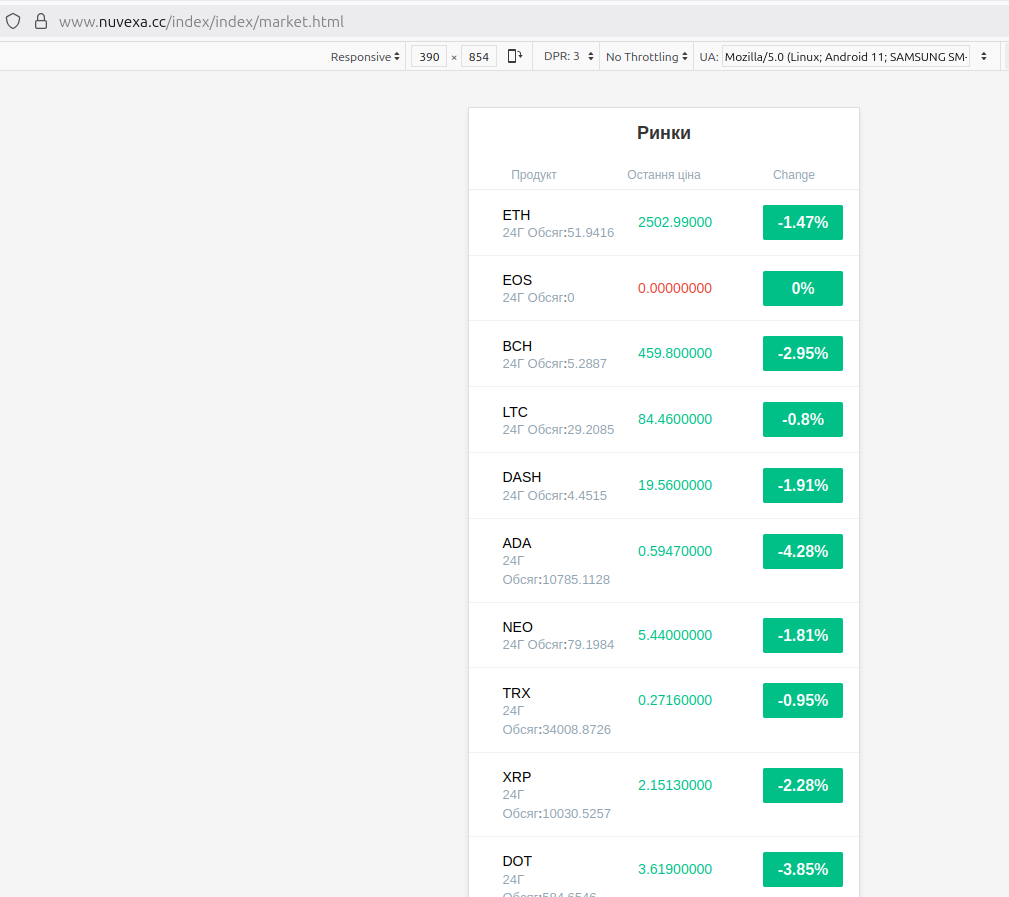 www.nuvexa.cc/index/index/market.html
Responsive 390 × 854 DPR: 3 No Throttling UA: Mozilla/5.0 (Linux; Android 11; SAMSUNG SM-
Ринки
Продукт Остання ціна Change
ETH 2502.99000 -1.47%
24Г Обсяг:51.9416
EOS 0.00000000 0%
24Г Обсяг:0
BCH 459.800000 -2.95%
24Г Обсяг:5.2887
LTC 84.4600000 -0.8%
24Г Обсяг:29.2085
DASH 19.5600000 -1.91%
24Г Обсяг:4.4515
ADA 0.59470000 -4.28%
24Г
Обсяг:10785.1128
NEO 5.44000000 -1.81%
24Г Обсяг:79.1984
TRX 0.27160000 -0.95%
24Г
Обсяг:34008.8726
XRP 2.15130000 -2.28%
24Г
Обсяг:10030.5257
DOT 3.61900000 -3.85%
24Г
Обсяг:584.6546